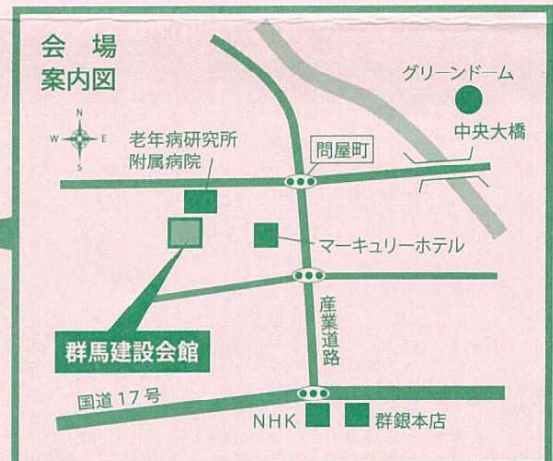 会場
案内図
N
W E
S
グリーンドーム
中央大橋
老年病研究所
附属病院
問屋町
マーキュリーホテル
群馬建設会館
産業道路
国道17号
NHK
群銀本店